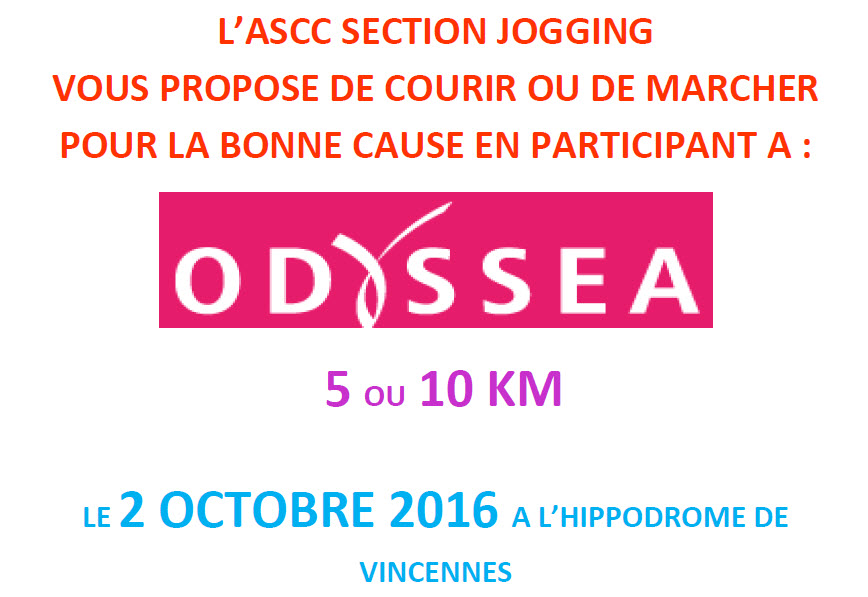 L’ASCC SECTION JOGGING
VOUS PROPOSE DE COURIR OU DE MARCHER
POUR LA BONNE CAUSE EN PARTICIPANT A :
ODYSSEA
5 OU 10 KM
LE 2 OCTOBRE 2016 A L’HIPPODROME DE
VINCENNES